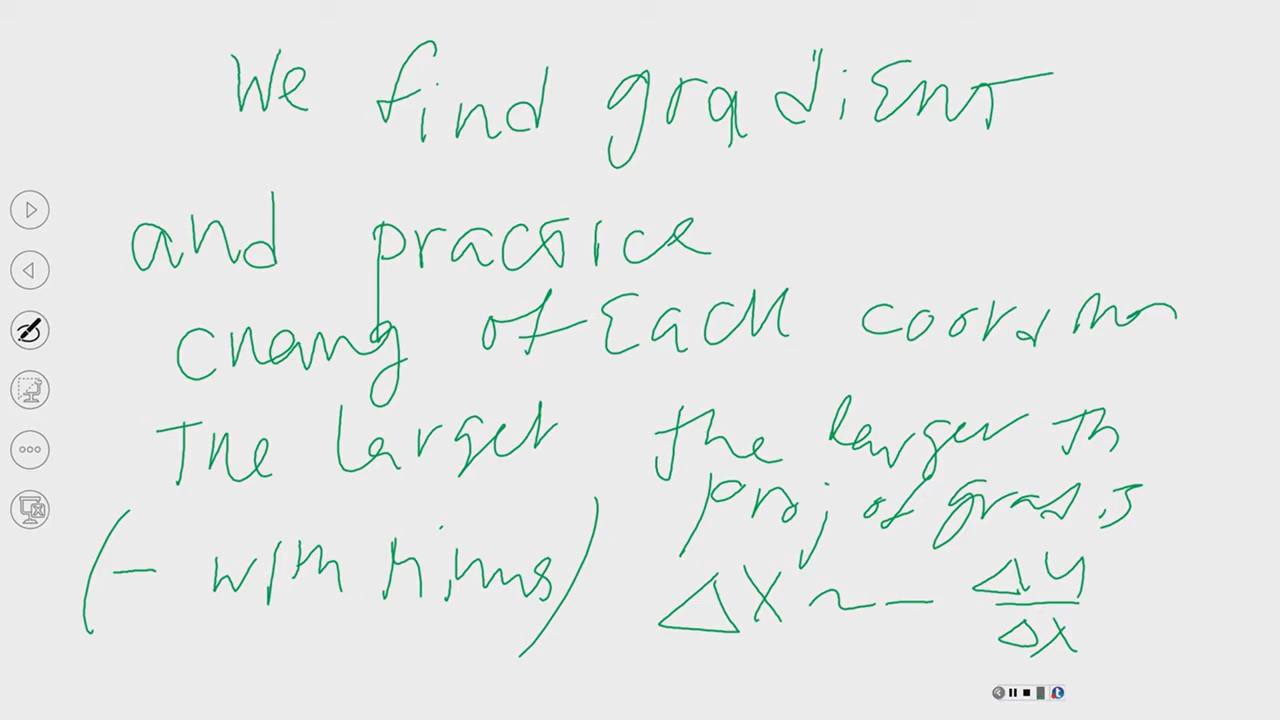 We find gradient
and practice
chang of Each coordin
The larger the larger th
proj of grad is
(- with Minus) ΔX ~ - Δy/Δx